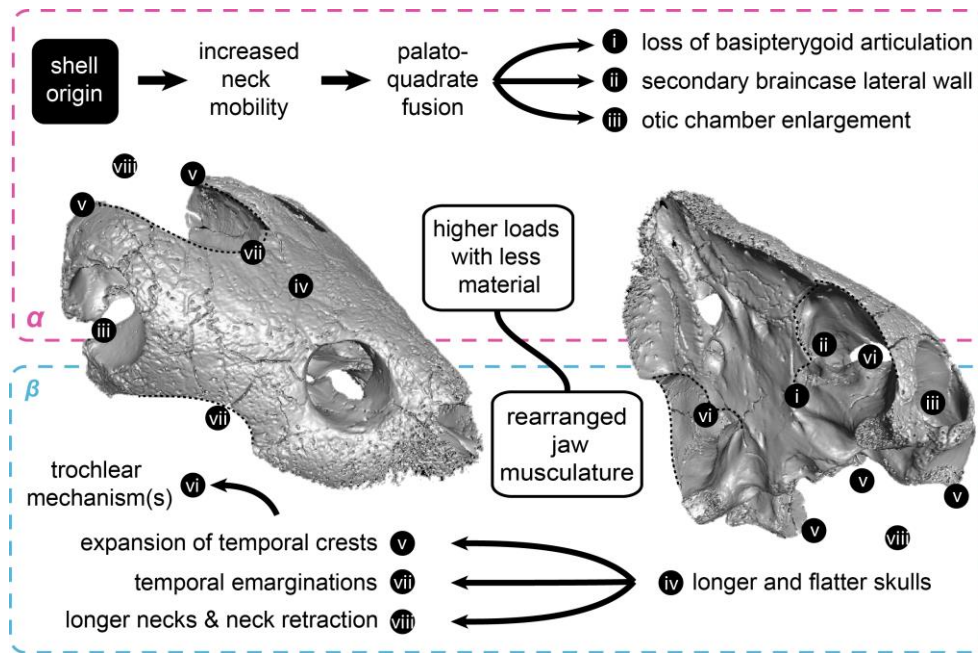 shell
origin
increased
neck
mobility
palato-
quadrate
fusion
i loss of basipterygoid articulation
ii secondary braincase lateral wall
iii otic chamber enlargement
viii
v
v
vii
iv
iii
vii
α
higher loads
with less
material
rearranged
jaw
musculature
ii
vi
i
iii
vi
v
v
v
viii
β
trochlear
mechanism(s) vi
expansion of temporal crests v
temporal emarginations vii
longer necks & neck retraction viii
iv longer and flatter skulls